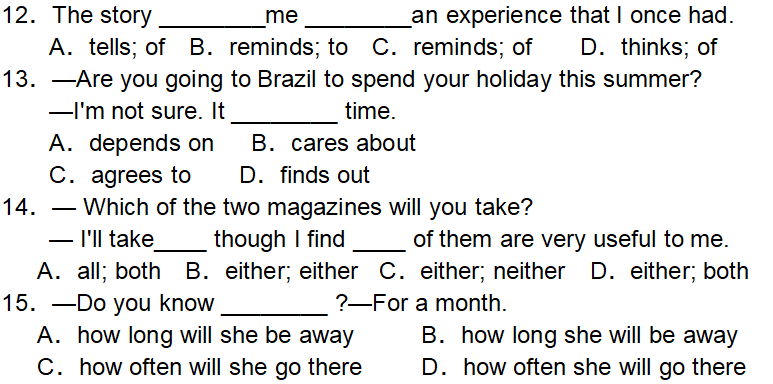 12. The story ________me ________an experience that I once had.
A. tells; of B. reminds; to C. reminds; of D. thinks; of
13. —Are you going to Brazil to spend your holiday this summer?
—I'm not sure. It ________ time.
A. depends on B. cares about
C. agrees to D. finds out
14. — Which of the two magazines will you take?
— I'll take____ though I find ____ of them are very useful to me.
A. all; both B. either; either C. either; neither D. either; both
15. —Do you know ________ ?—For a month.
A. how long will she be away B. how long she will be away
C. how often will she go there D. how often she will go there